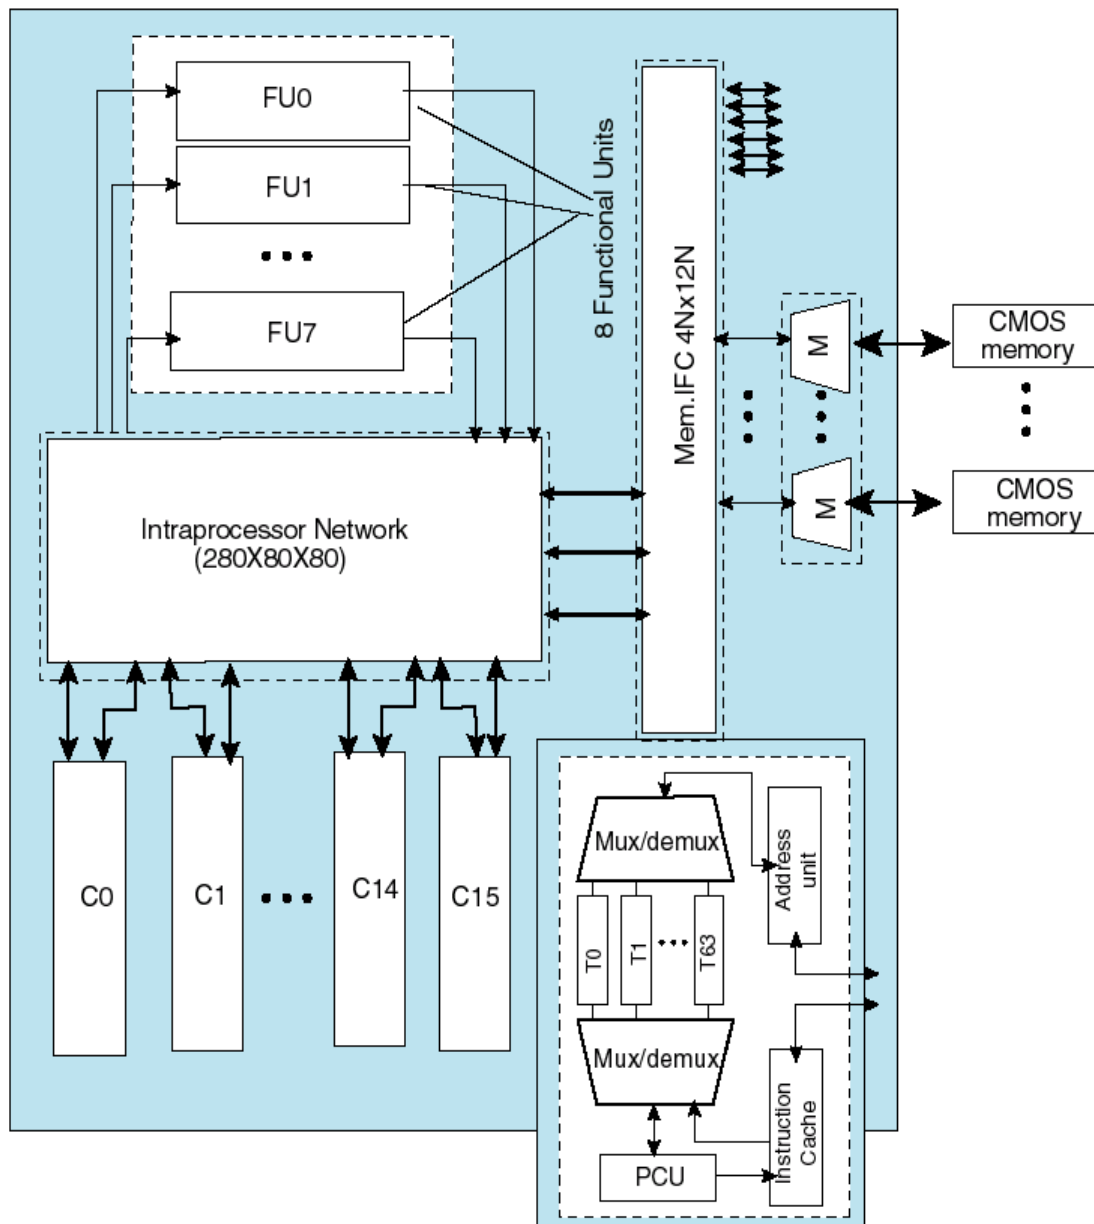 FU0
FU1
FU7
8 Functional Units
Mem.IFC 4Nx12N
M
M
CMOS
memory
CMOS
memory
Intraprocessor Network
(280X80X80)
C0
C1
C14
C15
Mux/demux
Address
unit
T0
T1
T63
Mux/demux
Instruction
Cache
PCU